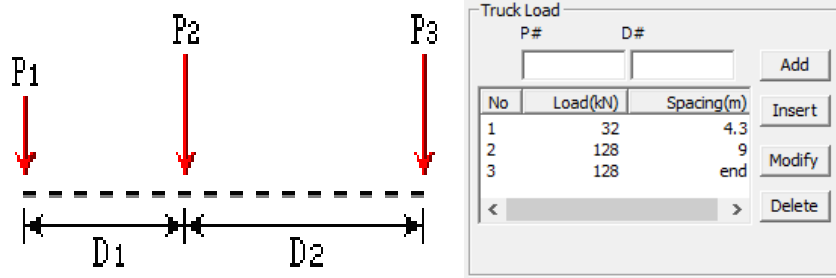 P1
P2
P3
D1
D2
Truck Load
P# D#
Add
No Load(kN) Spacing(m)
Insert
1 32 4.3
2 128 9
Modify
3 128 end
Delete